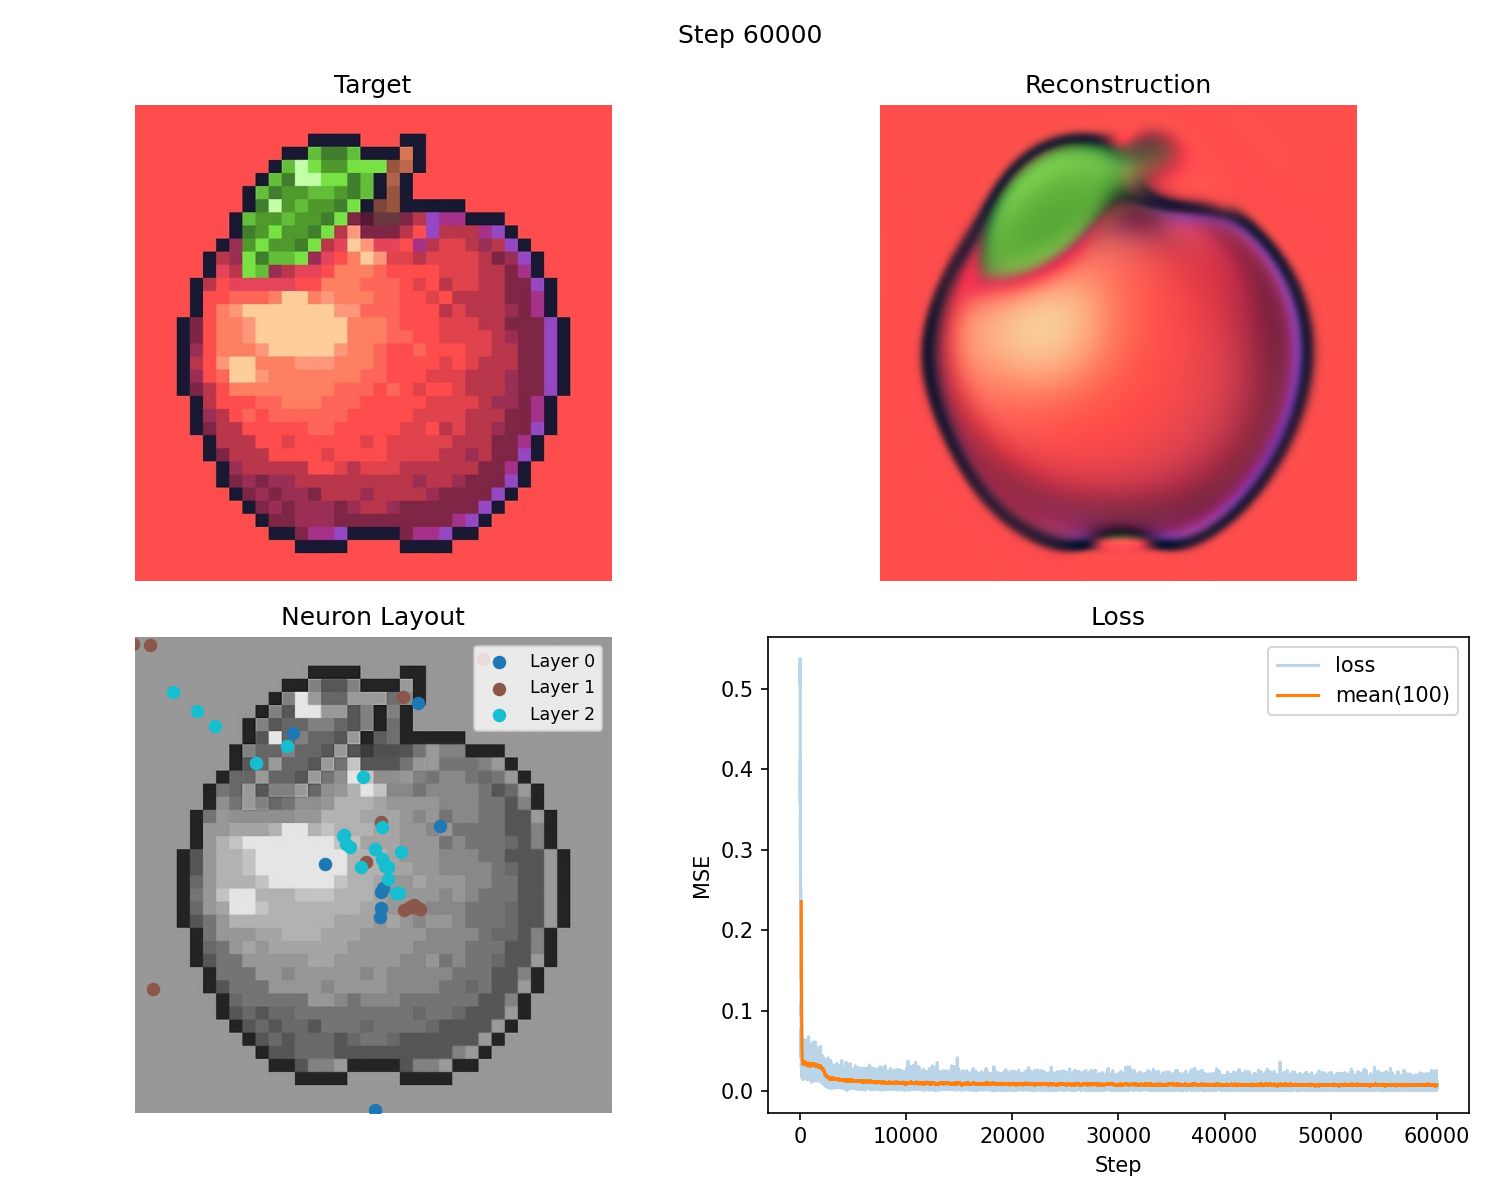 Step 60000
Target
Reconstruction
Neuron Layout
Layer 0
Layer 1
Layer 2
Loss
loss
mean(100)
MSE
0.5
0.4
0.3
0.2
0.1
0.0
0 10000 20000 30000 40000 50000 60000
Step